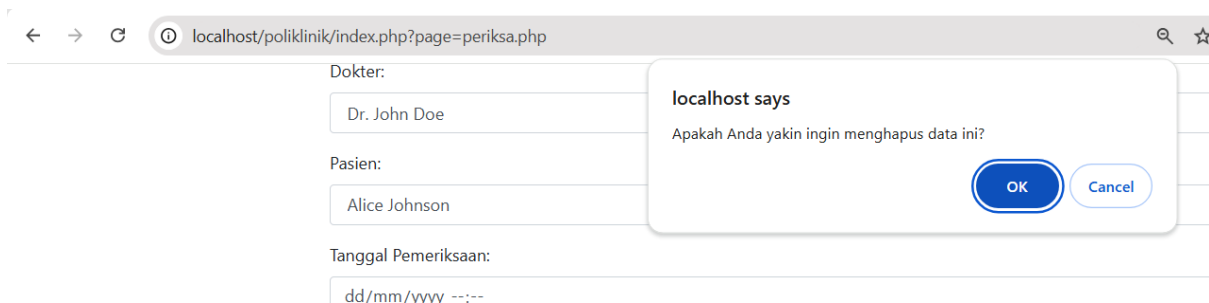 localhost/poliklinik/index.php?page=periksa.php
Dokter:
Dr. John Doe
localhost says
Apakah Anda yakin ingin menghapus data ini?
OK
Cancel
Pasien:
Alice Johnson
Tanggal Pemeriksaan:
dd/mm/yyyy --:--